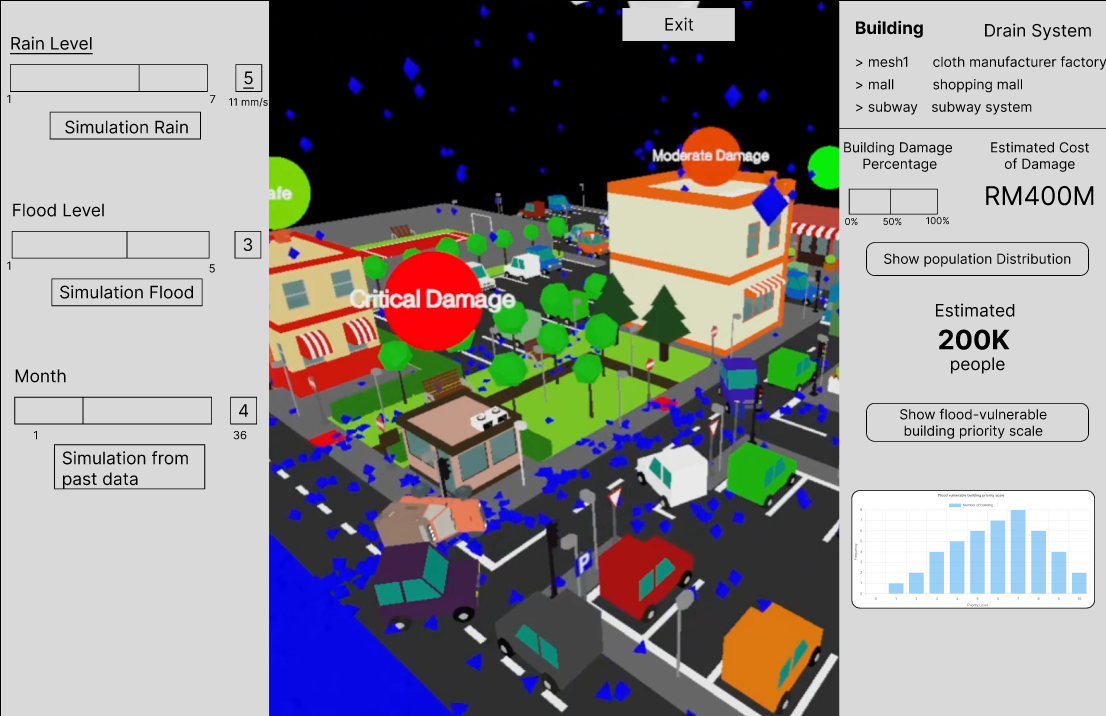 Rain Level
5
1
7
11 mm/s
Simulation Rain
Flood Level
3
1
5
Simulation Flood
Month
4
1
36
Simulation from
past data
Exit
afe
Critical Damage
Moderate Damage
P
Building
Drain System
> mesh1 cloth manufacturer factory
> mall shopping mall
> subway subway system
Building Damage
Percentage
0% 50% 100%
Estimated Cost
of Damage
RM400M
Show population Distribution
Estimated
200K
people
Show flood-vulnerable
building priority scale
Flood-vulnerable building priority scale
Number of building
Frequency
Priority Level